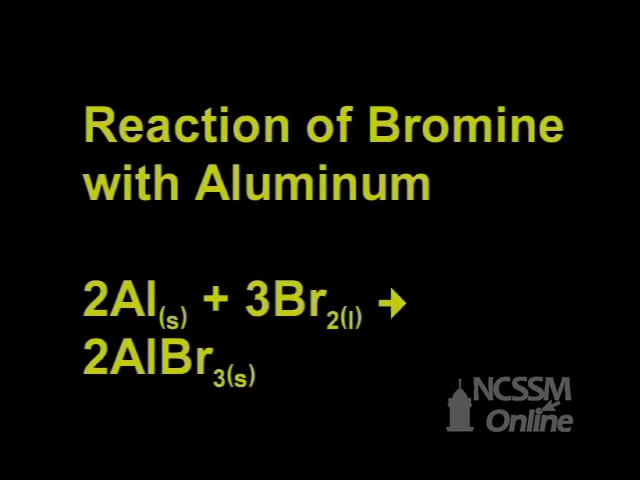 Reaction of Bromine
with Aluminum
2Al(s) + 3Br2(l) ➔
2AlBr3(s)
NCSSM
Online